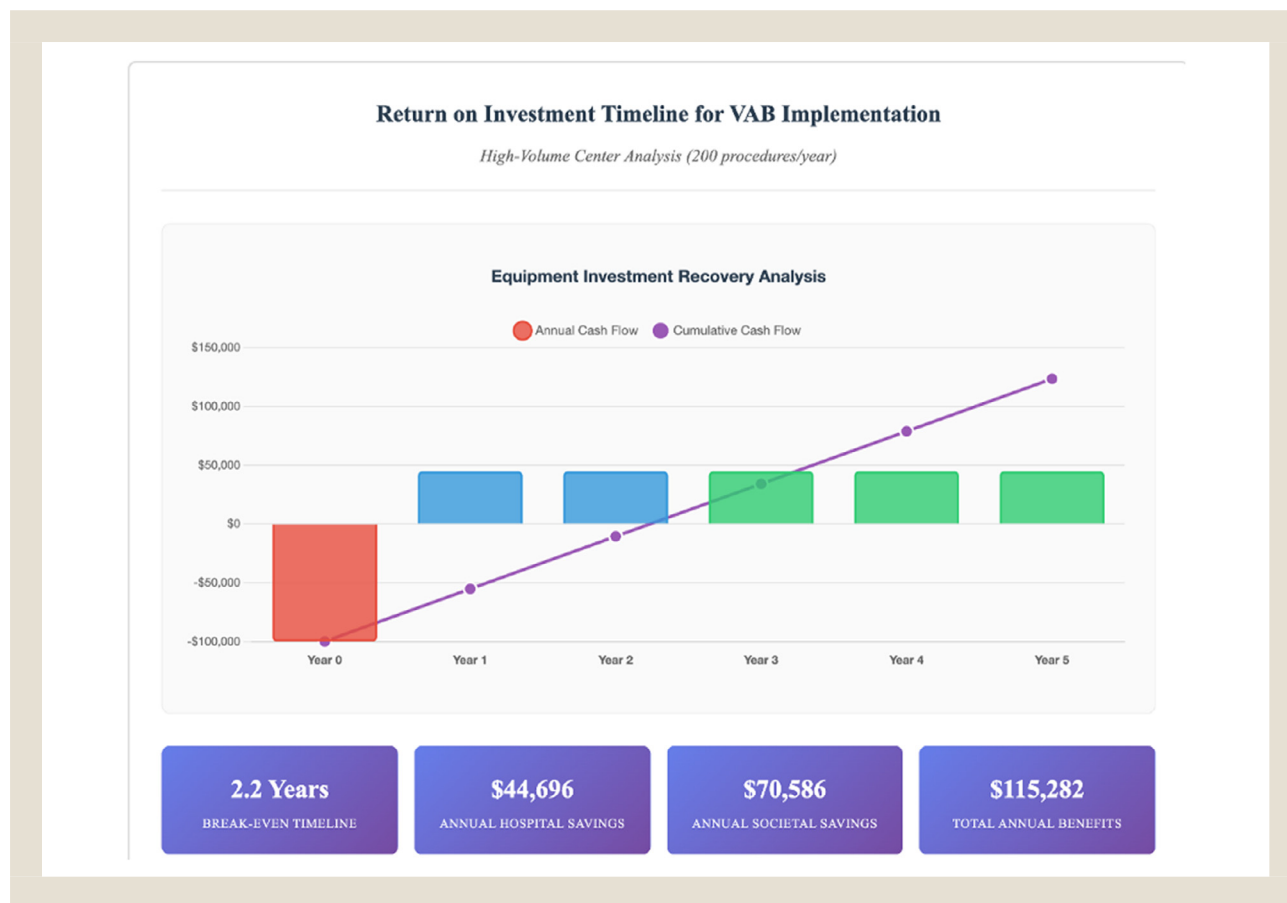 Return on Investment Timeline for VAB Implementation
High-Volume Center Analysis (200 procedures/year)
Equipment Investment Recovery Analysis
Annual Cash Flow Cumulative Cash Flow
$150,000
$100,000
$50,000
$0
-$50,000
-$100,000
Year 0 Year 1 Year 2 Year 3 Year 4 Year 5
2.2 Years $44,696 $70,586 $115,282
BREAK-EVEN TIMELINE ANNUAL HOSPITAL SAVINGS ANNUAL SOCIETAL SAVINGS TOTAL ANNUAL BENEFITS